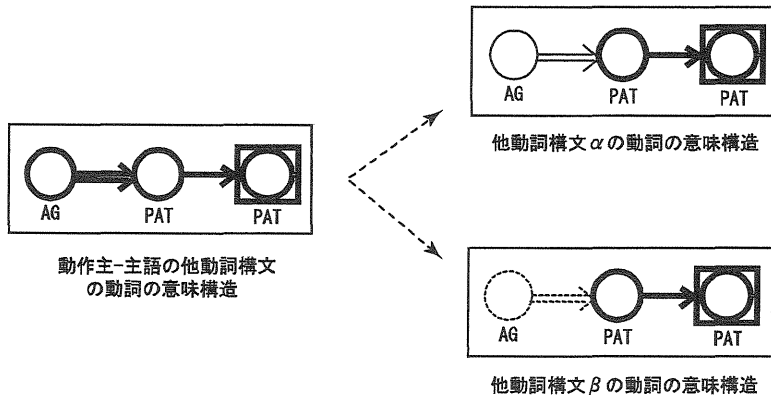 AG PAT PAT
動作主-主語の他動詞構文
の動詞の意味構造
AG PAT PAT
他動詞構文αの動詞の意味構造
AG PAT PAT
他動詞構文βの動詞の意味構造